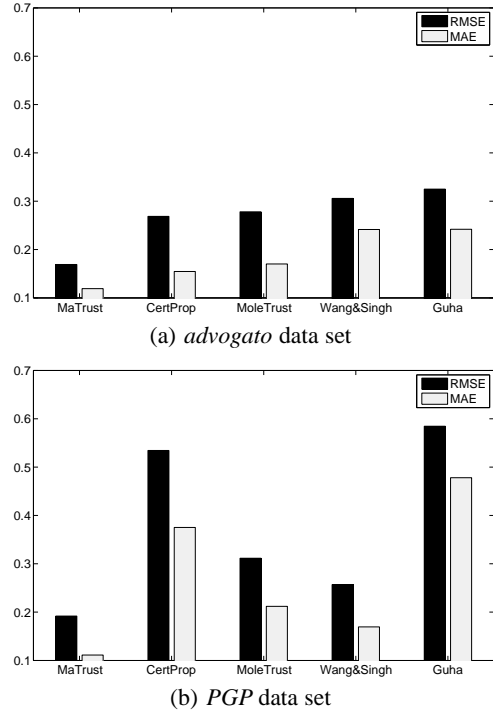 0.7
RMSE
MAE
0.6
0.5
0.4
0.3
0.2
0.1
MaTrust CertProp MoleTrust Wang&Singh Guha
(a) advogato data set
0.7
RMSE
MAE
0.6
0.5
0.4
0.3
0.2
0.1
MaTrust CertProp MoleTrust Wang&Singh Guha
(b) PGP data set